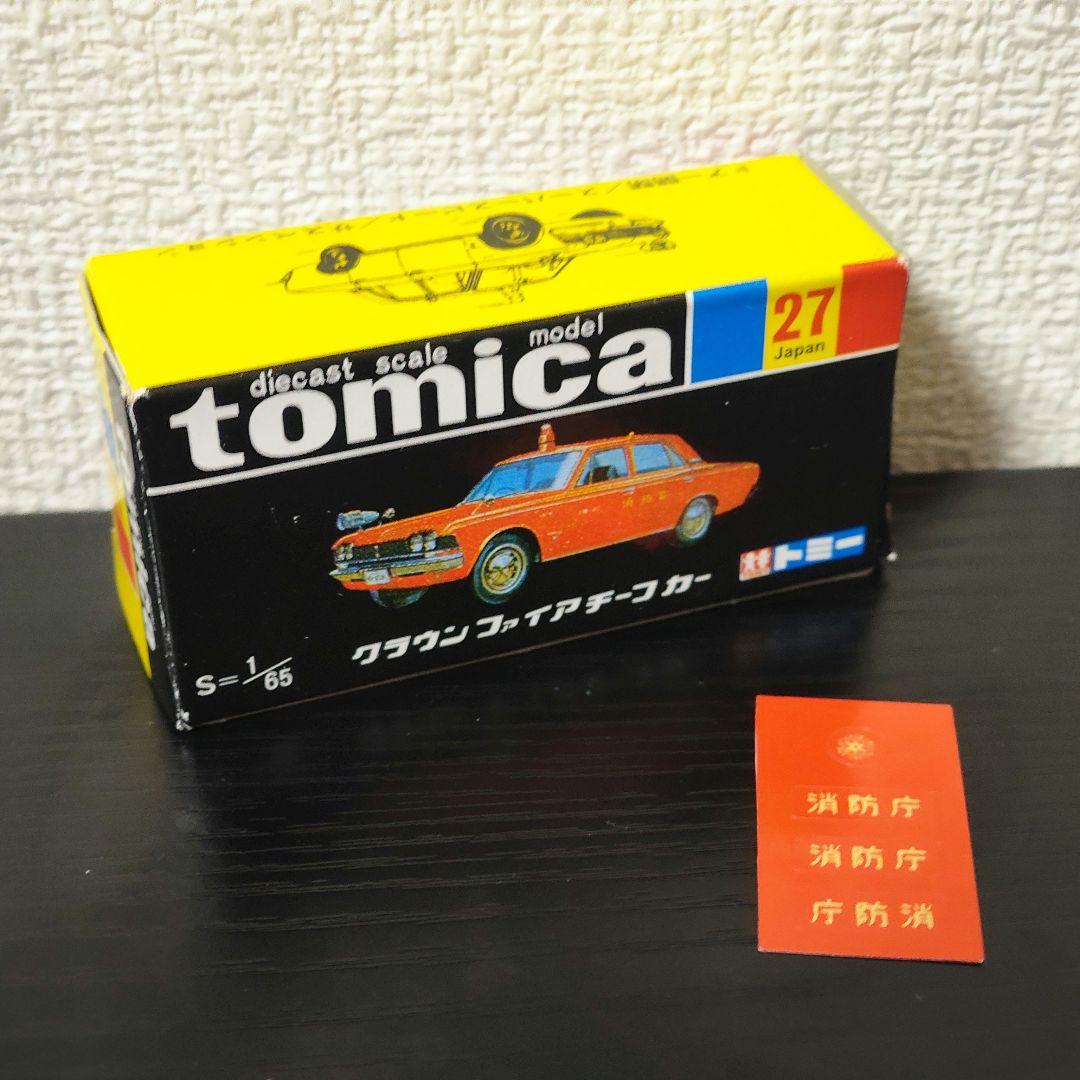 diecast scale model
tomica
27
Japan
クラウン ファイア チーフ カー
トミー
S=1/65
消防庁
消防庁
庁防消